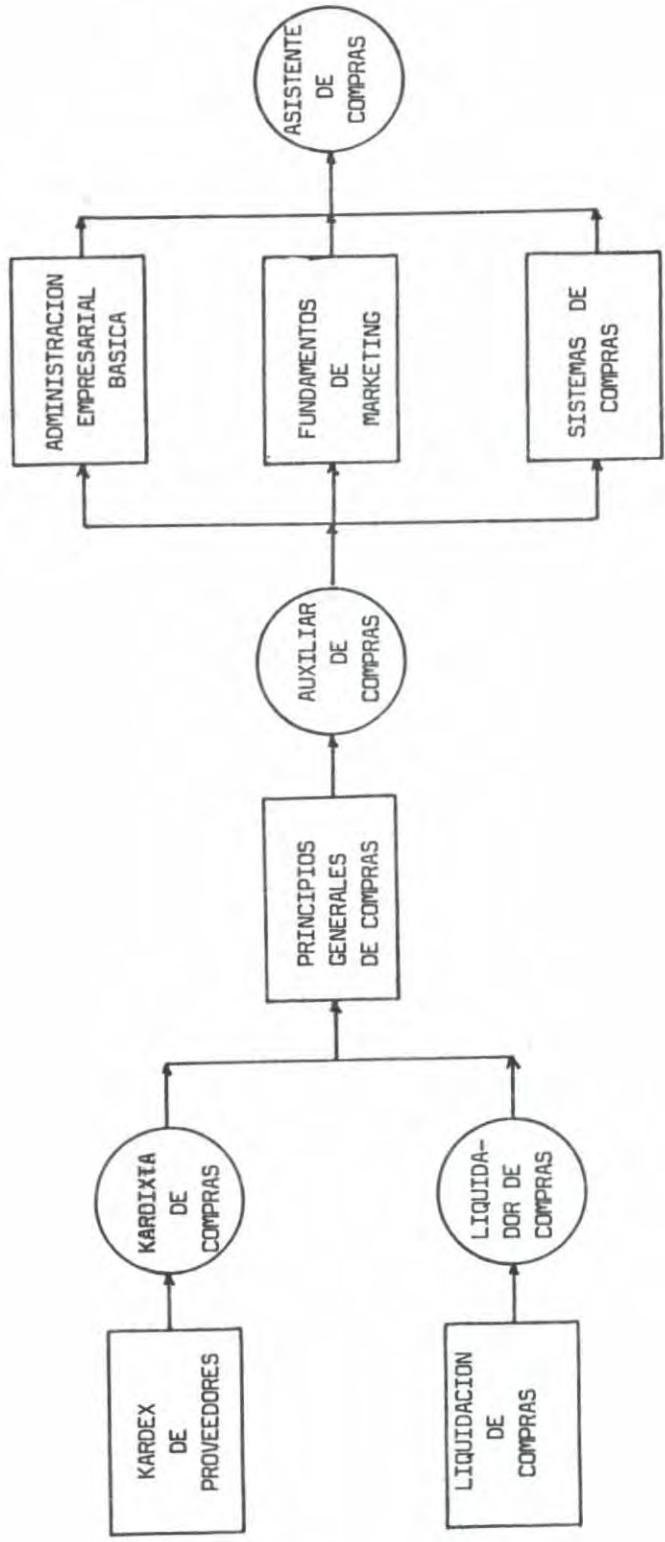 KARDEX
DE
PROVEEDORES
LIQUIDACION
DE
COMPRAS
KARDIXTA
DE
COMPRAS
LIQUIDA-
DOR DE
COMPRAS
PRINCIPIOS
GENERALES
DE COMPRAS
AUXILIAR
DE
COMPRAS
ADMINISTRACION
EMPRESARIAL
BASICA
FUNDAMENTOS
DE
MARKETING
SISTEMAS DE
COMPRAS
ASISTENTE
DE
COMPRAS